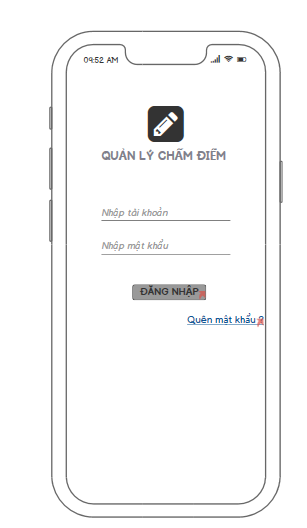 09:52 AM
QUẢN LÝ CHẤM ĐIỂM
Nhập tài khoản
Nhập mật khẩu
ĐĂNG NHẬP
Quên mật khẩu ?